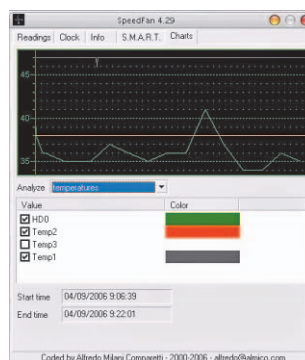 SpeedFan 4.29
Readings Clock Info S.M.A.R.T. Charts
45
40
35
Analyze temperatures
Value Color
HD0
Temp2
Temp3
Temp1
Start time 04/09/2006 9:06:39
End time 04/09/2006 9:22:01
Coded by Alfredo Milani Comparetti - 2000-2006 - alfredo@almico.com